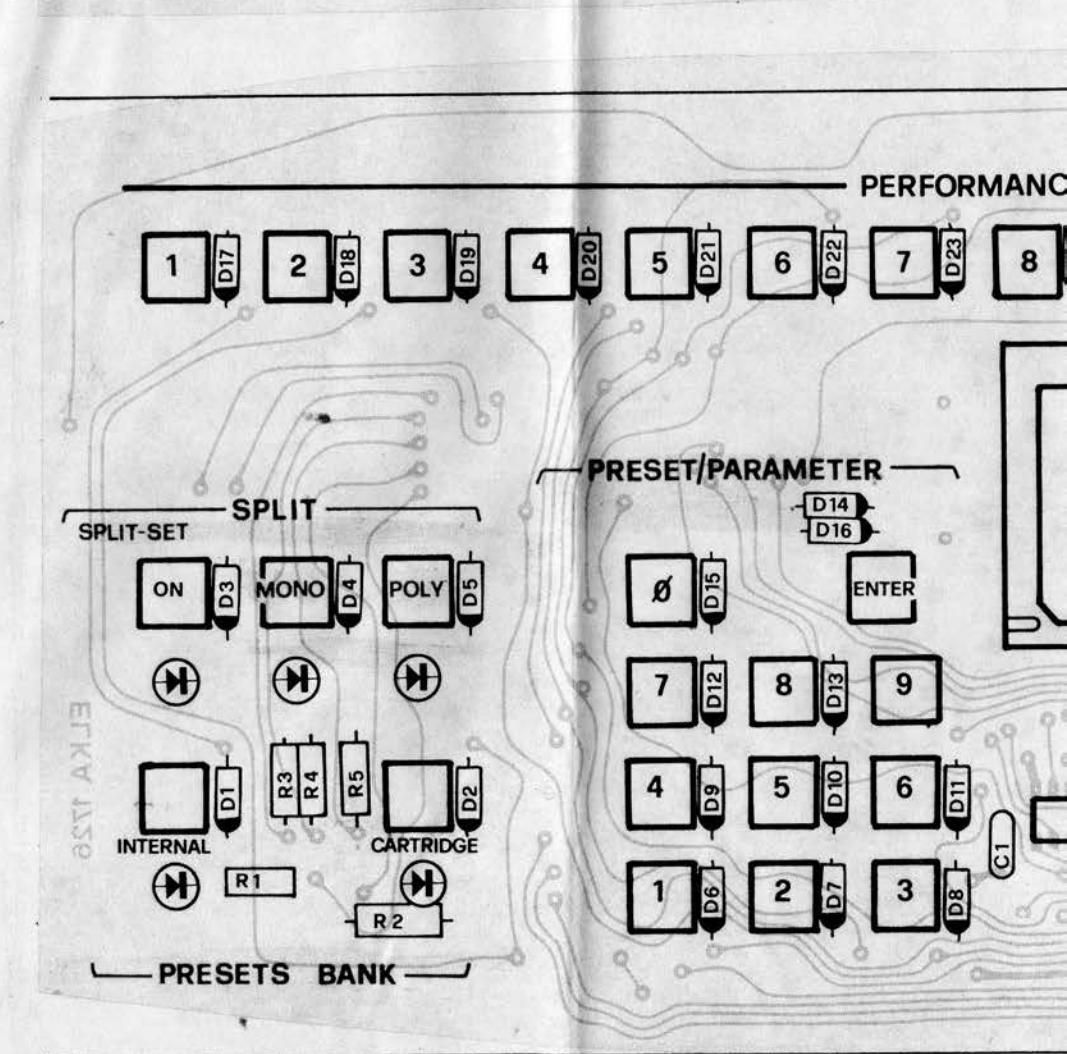 PERFORMANC
1 D17 2 D18 3 D19 4 D20 5 D21 6 D22 7 D23 8
PRESET/PARAMETER
SPLIT
SPLIT-SET
D14
D16
ON D3 MONO D4 POLY D5 Ø D15 ENTER
7 D12 8 D13 9
ELKA 1726
D1 R3 R4 R5 D2 4 D9 5 D10 6 D11
INTERNAL CARTRIDGE C1
R1 1 D6 2 D7 3 D8
R2
PRESETS BANK